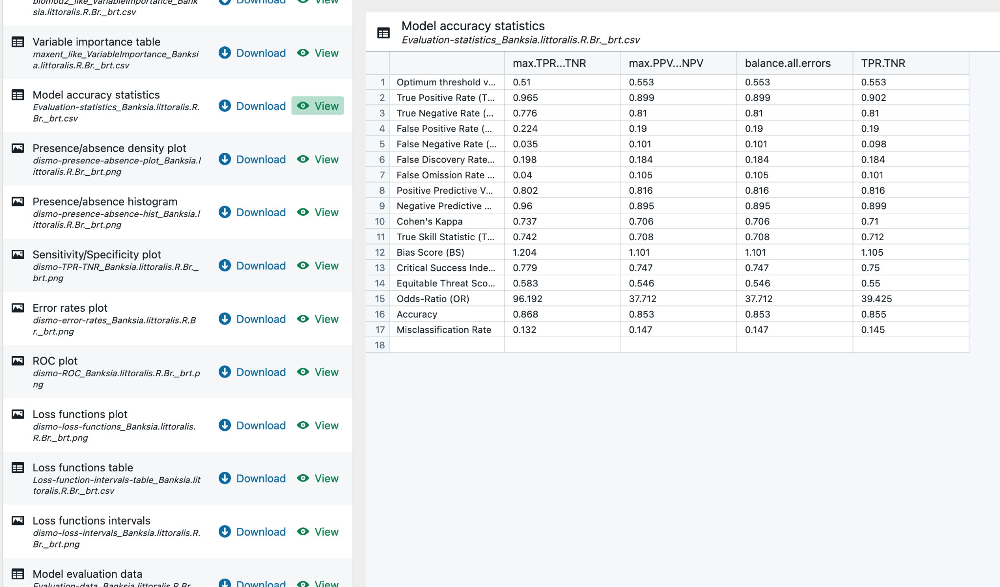 biomod2_like_VariableImportance_Bank
sia.littoralis.R.Br._brt.csv
Download View
Variable importance table
maxent_like_VariableImportance_Banksi
a.littoralis.R.Br._brt.csv
Download View
Model accuracy statistics
Evaluation-statistics_Banksia.littoralis.R.
Br._brt.csv
Download View
Presence/absence density plot
dismo-presence-absence-plot_Banksia.l
ittoralis.R.Br._brt.png
Download View
Presence/absence histogram
dismo-presence-absence-hist_Banksia.l
ittoralis.R.Br._brt.png
Download View
Sensitivity/Specificity plot
dismo-TPR-TNR_Banksia.littoralis.R.Br._
brt.png
Download View
Error rates plot
dismo-error-rates_Banksia.littoralis.R.B
r._brt.png
Download View
ROC plot
dismo-ROC_Banksia.littoralis.R.Br._brt.p
ng
Download View
Loss functions plot
dismo-loss-functions_Banksia.littoralis.
R.Br._brt.png
Download View
Loss functions table
Loss-function-intervals-table_Banksia.lit
toralis.R.Br._brt.csv
Download View
Loss functions intervals
dismo-loss-intervals_Banksia.littoralis.R.
Br._brt.png
Download View
Model evaluation data
Evaluation-data_Banksia.littoralis.R.Br.
Download View
Model accuracy statistics
Evaluation-statistics_Banksia.littoralis.R.Br._brt.csv
max.TPR...TNR max.PPV...NPV balance.all.errors TPR.TNR
1 Optimum threshold v... 0.51 0.553 0.553 0.553
2 True Positive Rate (T... 0.965 0.899 0.899 0.902
3 True Negative Rate (... 0.776 0.81 0.81 0.81
4 False Positive Rate (... 0.224 0.19 0.19 0.19
5 False Negative Rate (... 0.035 0.101 0.101 0.098
6 False Discovery Rate... 0.198 0.184 0.184 0.184
7 False Omission Rate ... 0.04 0.105 0.105 0.101
8 Positive Predictive V... 0.802 0.816 0.816 0.816
9 Negative Predictive ... 0.96 0.895 0.895 0.899
10 Cohen's Kappa 0.737 0.706 0.706 0.71
11 True Skill Statistic (T... 0.742 0.708 0.708 0.712
12 Bias Score (BS) 1.204 1.101 1.101 1.105
13 Critical Success Inde... 0.779 0.747 0.747 0.75
14 Equitable Threat Sco... 0.583 0.546 0.546 0.55
15 Odds-Ratio (OR) 96.192 37.712 37.712 39.425
16 Accuracy 0.868 0.853 0.853 0.855
17 Misclassification Rate 0.132 0.147 0.147 0.145
18